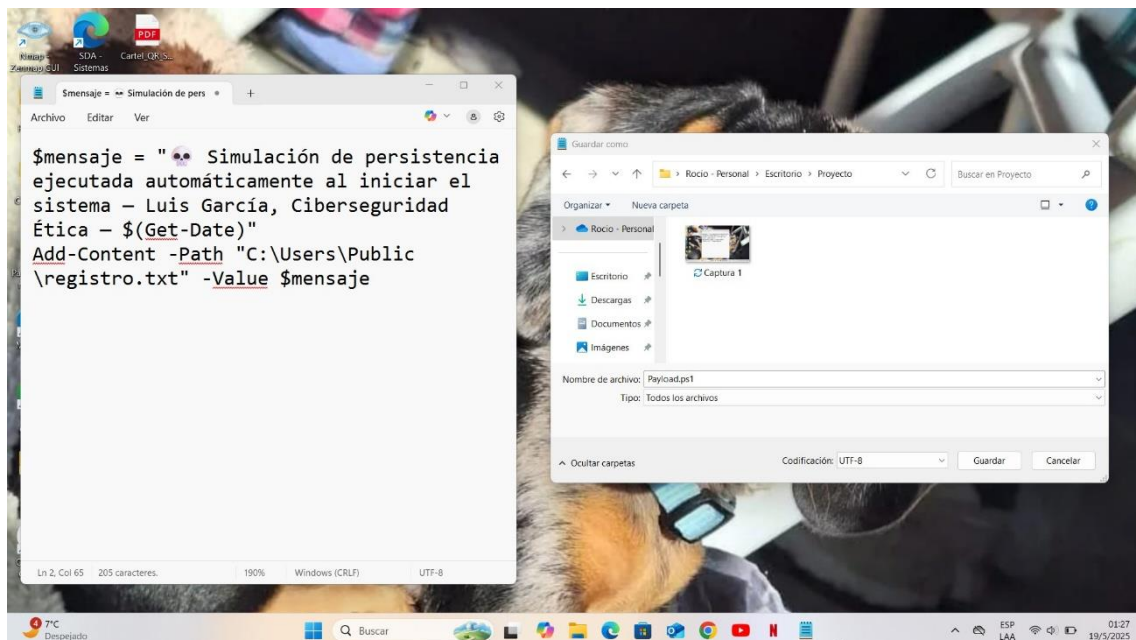 Nmap -
Zenmap GUI
SDA -
Sistemas
PDF
Cartel_QR_S...
$mensaje = "💀 Simulación de pers
Archivo Editar Ver
$mensaje = "💀 Simulación de persistencia
ejecutada automáticamente al iniciar el
sistema — Luis García, Ciberseguridad
Ética — $(Get-Date)"
Add-Content -Path "C:\Users\Public
\registro.txt" -Value $mensaje
Ln 2, Col 65 205 caracteres. 190% Windows (CRLF) UTF-8
Guardar como
Rocio - Personal > Escritorio > Proyecto
Buscar en Proyecto
Organizar Nueva carpeta
Rocio - Personal
Escritorio
Descargas
Documentos
Imágenes
Captura 1
Nombre de archivo: Payload.ps1
Tipo: Todos los archivos
Ocultar carpetas
Codificación: UTF-8
Guardar
Cancelar
4
7°C
Despejado
Buscar
ESP
LAA
01:27
19/5/2025